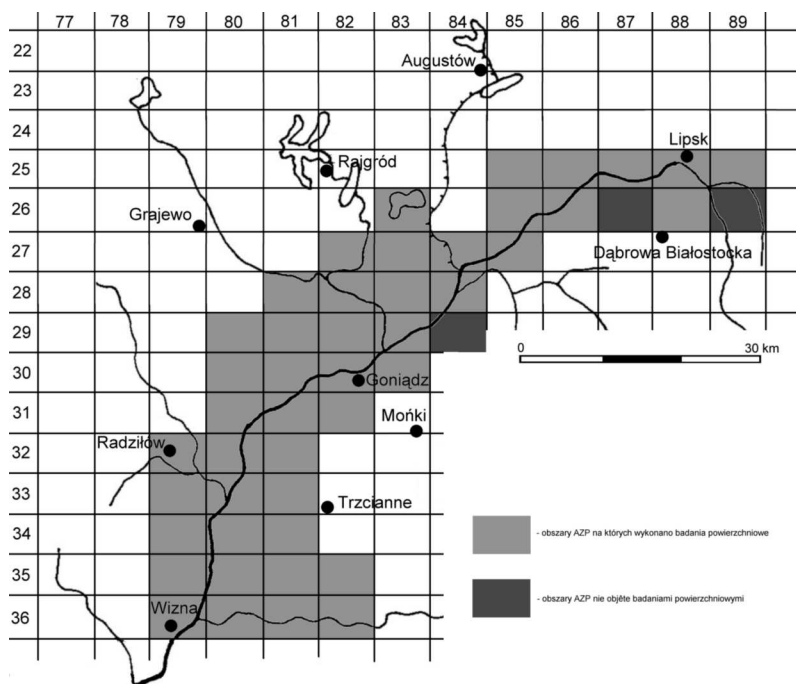 77 78 79 80 81 82 83 84 85 86 87 88 89
22
Augustów
23
24
Lipsk
25
Rajgród
26
Grajewo
27
Dąbrowa Białostocka
28
29
0 30 km
30
Goniądz
31
Mońki
Radziłów
32
33
Trzcianne
34
- obszary AZP na których wykonano badania powierzchniowe
35
- obszary AZP nie objęte badaniami powierzchniowymi
36
Wizna